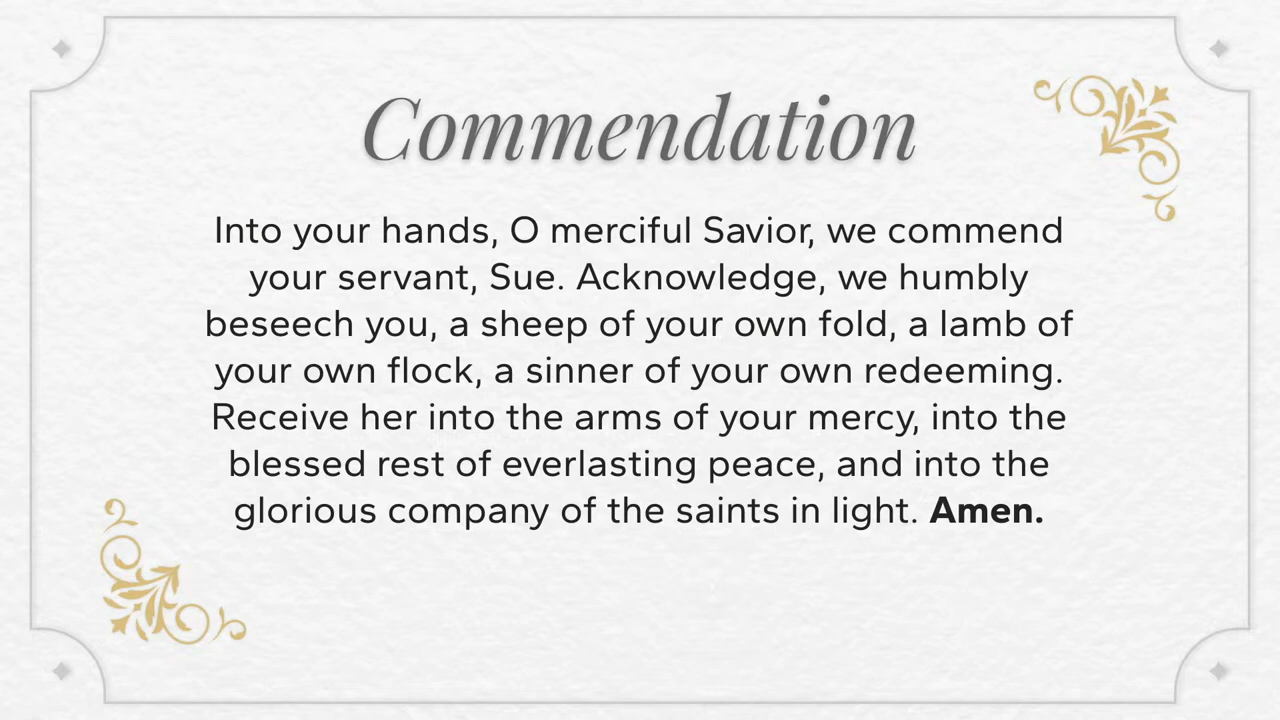 Commendation
Into your hands, O merciful Savior, we commend
your servant, Sue. Acknowledge, we humbly
beseech you, a sheep of your own fold, a lamb of
your own flock, a sinner of your own redeeming.
Receive her into the arms of your mercy, into the
blessed rest of everlasting peace, and into the
glorious company of the saints in light. Amen.